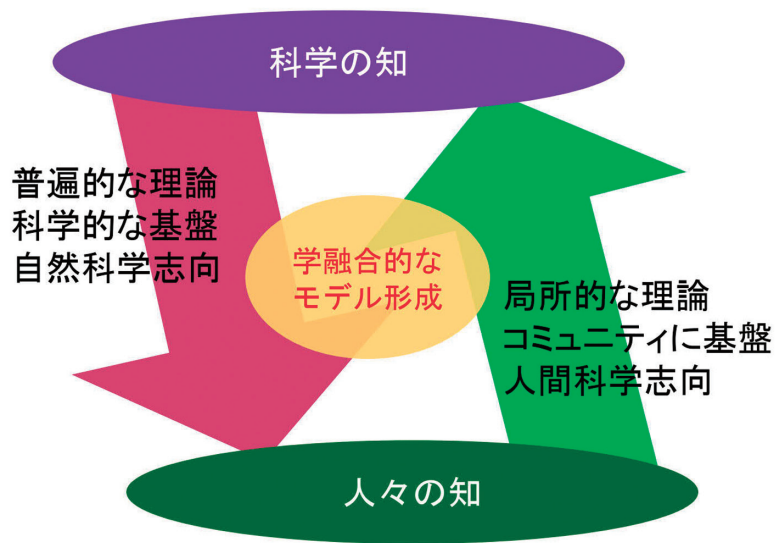 科学の知
普遍的な理論
科学的な基盤
自然科学志向
学融合的な
モデル形成
局所的な理論
コミュニティに基盤
人間科学志向
人々の知